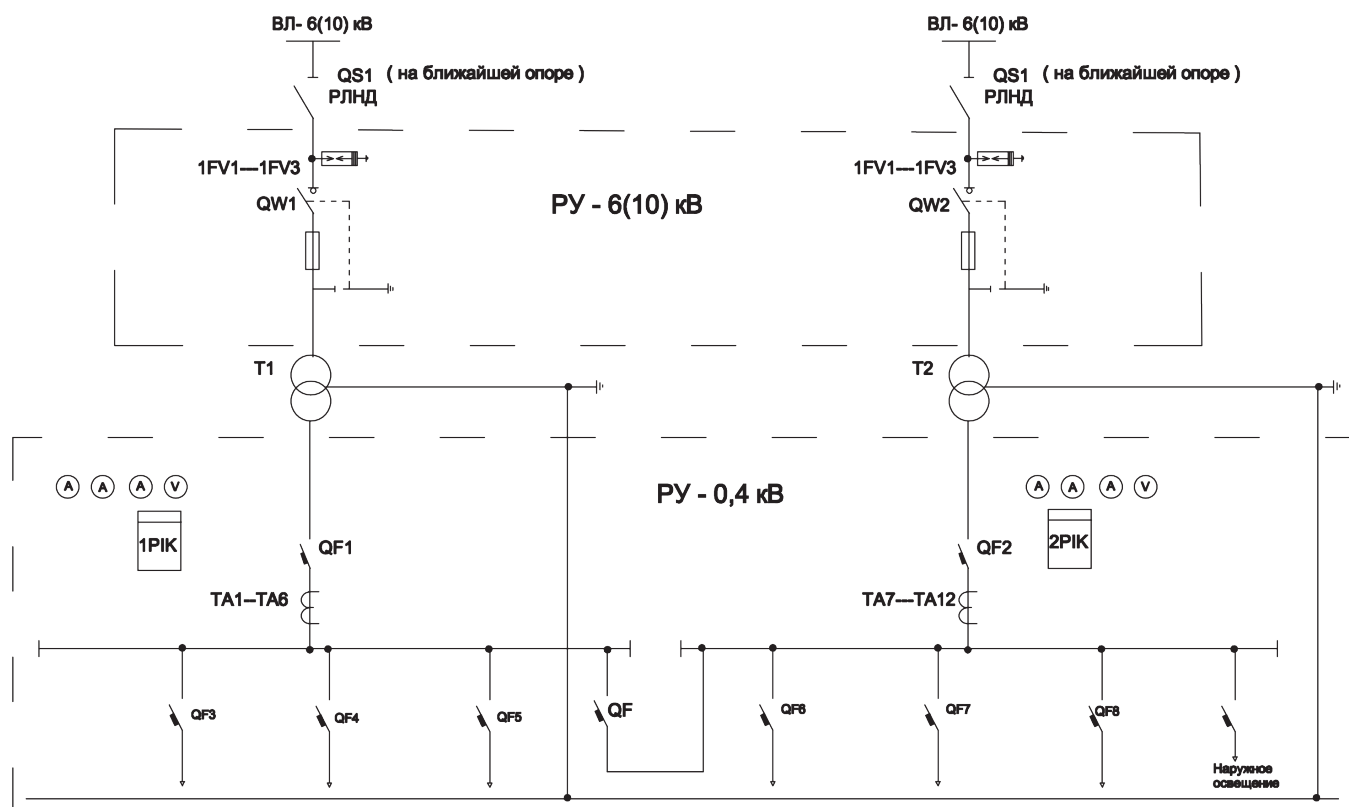 ВЛ- 6(10) кВ
ВЛ- 6(10) кВ
QS1 ( на ближайшей опоре )
РЛНД
QS1 ( на ближайшей опоре )
РЛНД
1FV1---1FV3
1FV1---1FV3
QW1
РУ - 6(10) кВ
QW2
T1
T2
A A A V
РУ - 0,4 кВ
A A A V
1PIK
QF1
QF2
2PIK
TA1--TA6
TA7---TA12
QF3
QF4
QF5
QF
QF6
QF7
QF8
Наружное
освещение